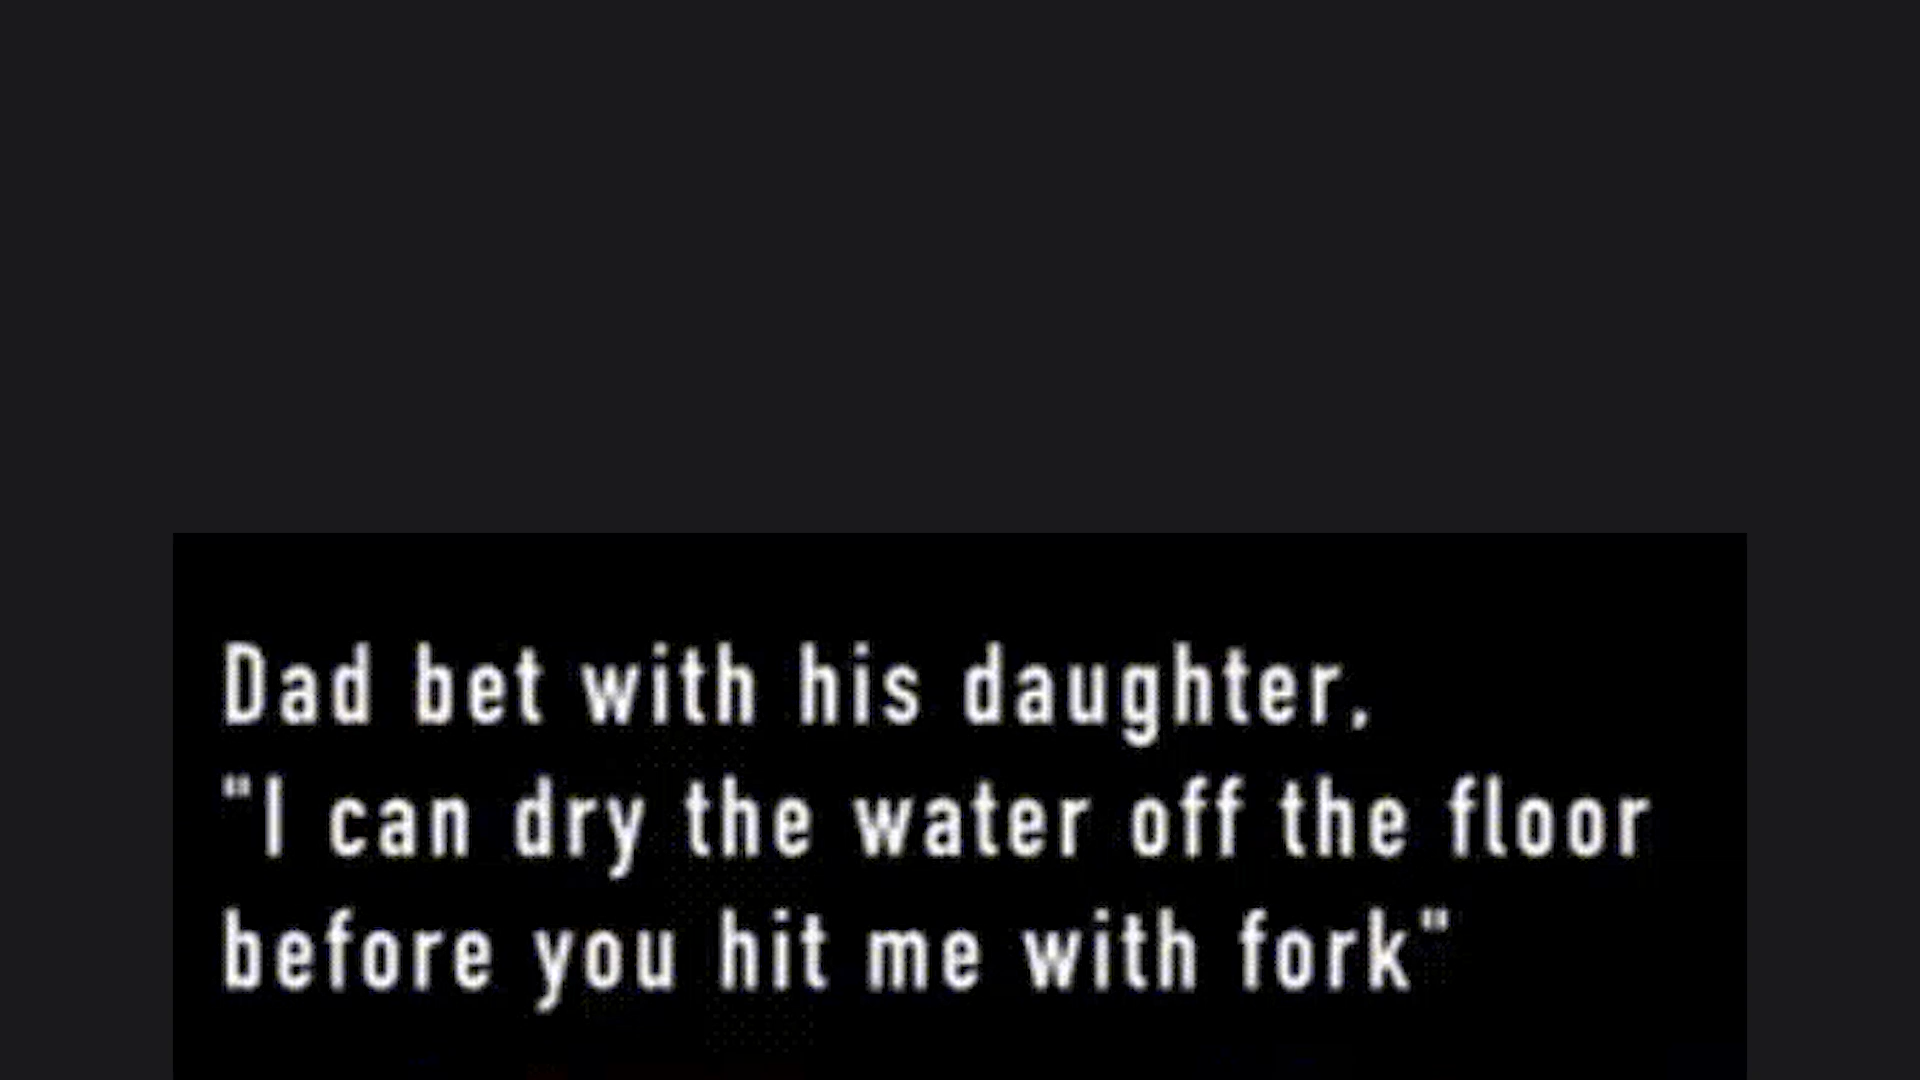 Dad bet with his daughter,
"I can dry the water off the floor
before you hit me with fork"